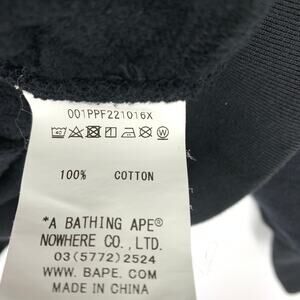 001PPF221016X
100% COTTON
*A BATHING APE®
NOWHERE CO.,LTD.
03(5772)2524
WWW.BAPE.COM
MADE IN CHINA